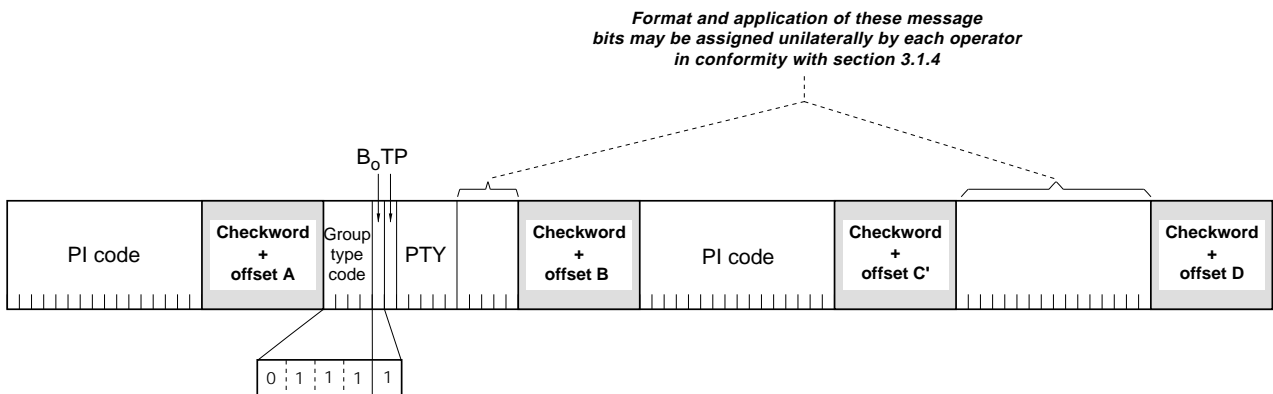 Format and application of these message
bits may be assigned unilaterally by each operator
in conformity with section 3.1.4
BoTP
PI code
Checkword
+
offset A
Group
type
code
PTY
Checkword
+
offset B
PI code
Checkword
+
offset C'
Checkword
+
offset D
0 1 1 1 1